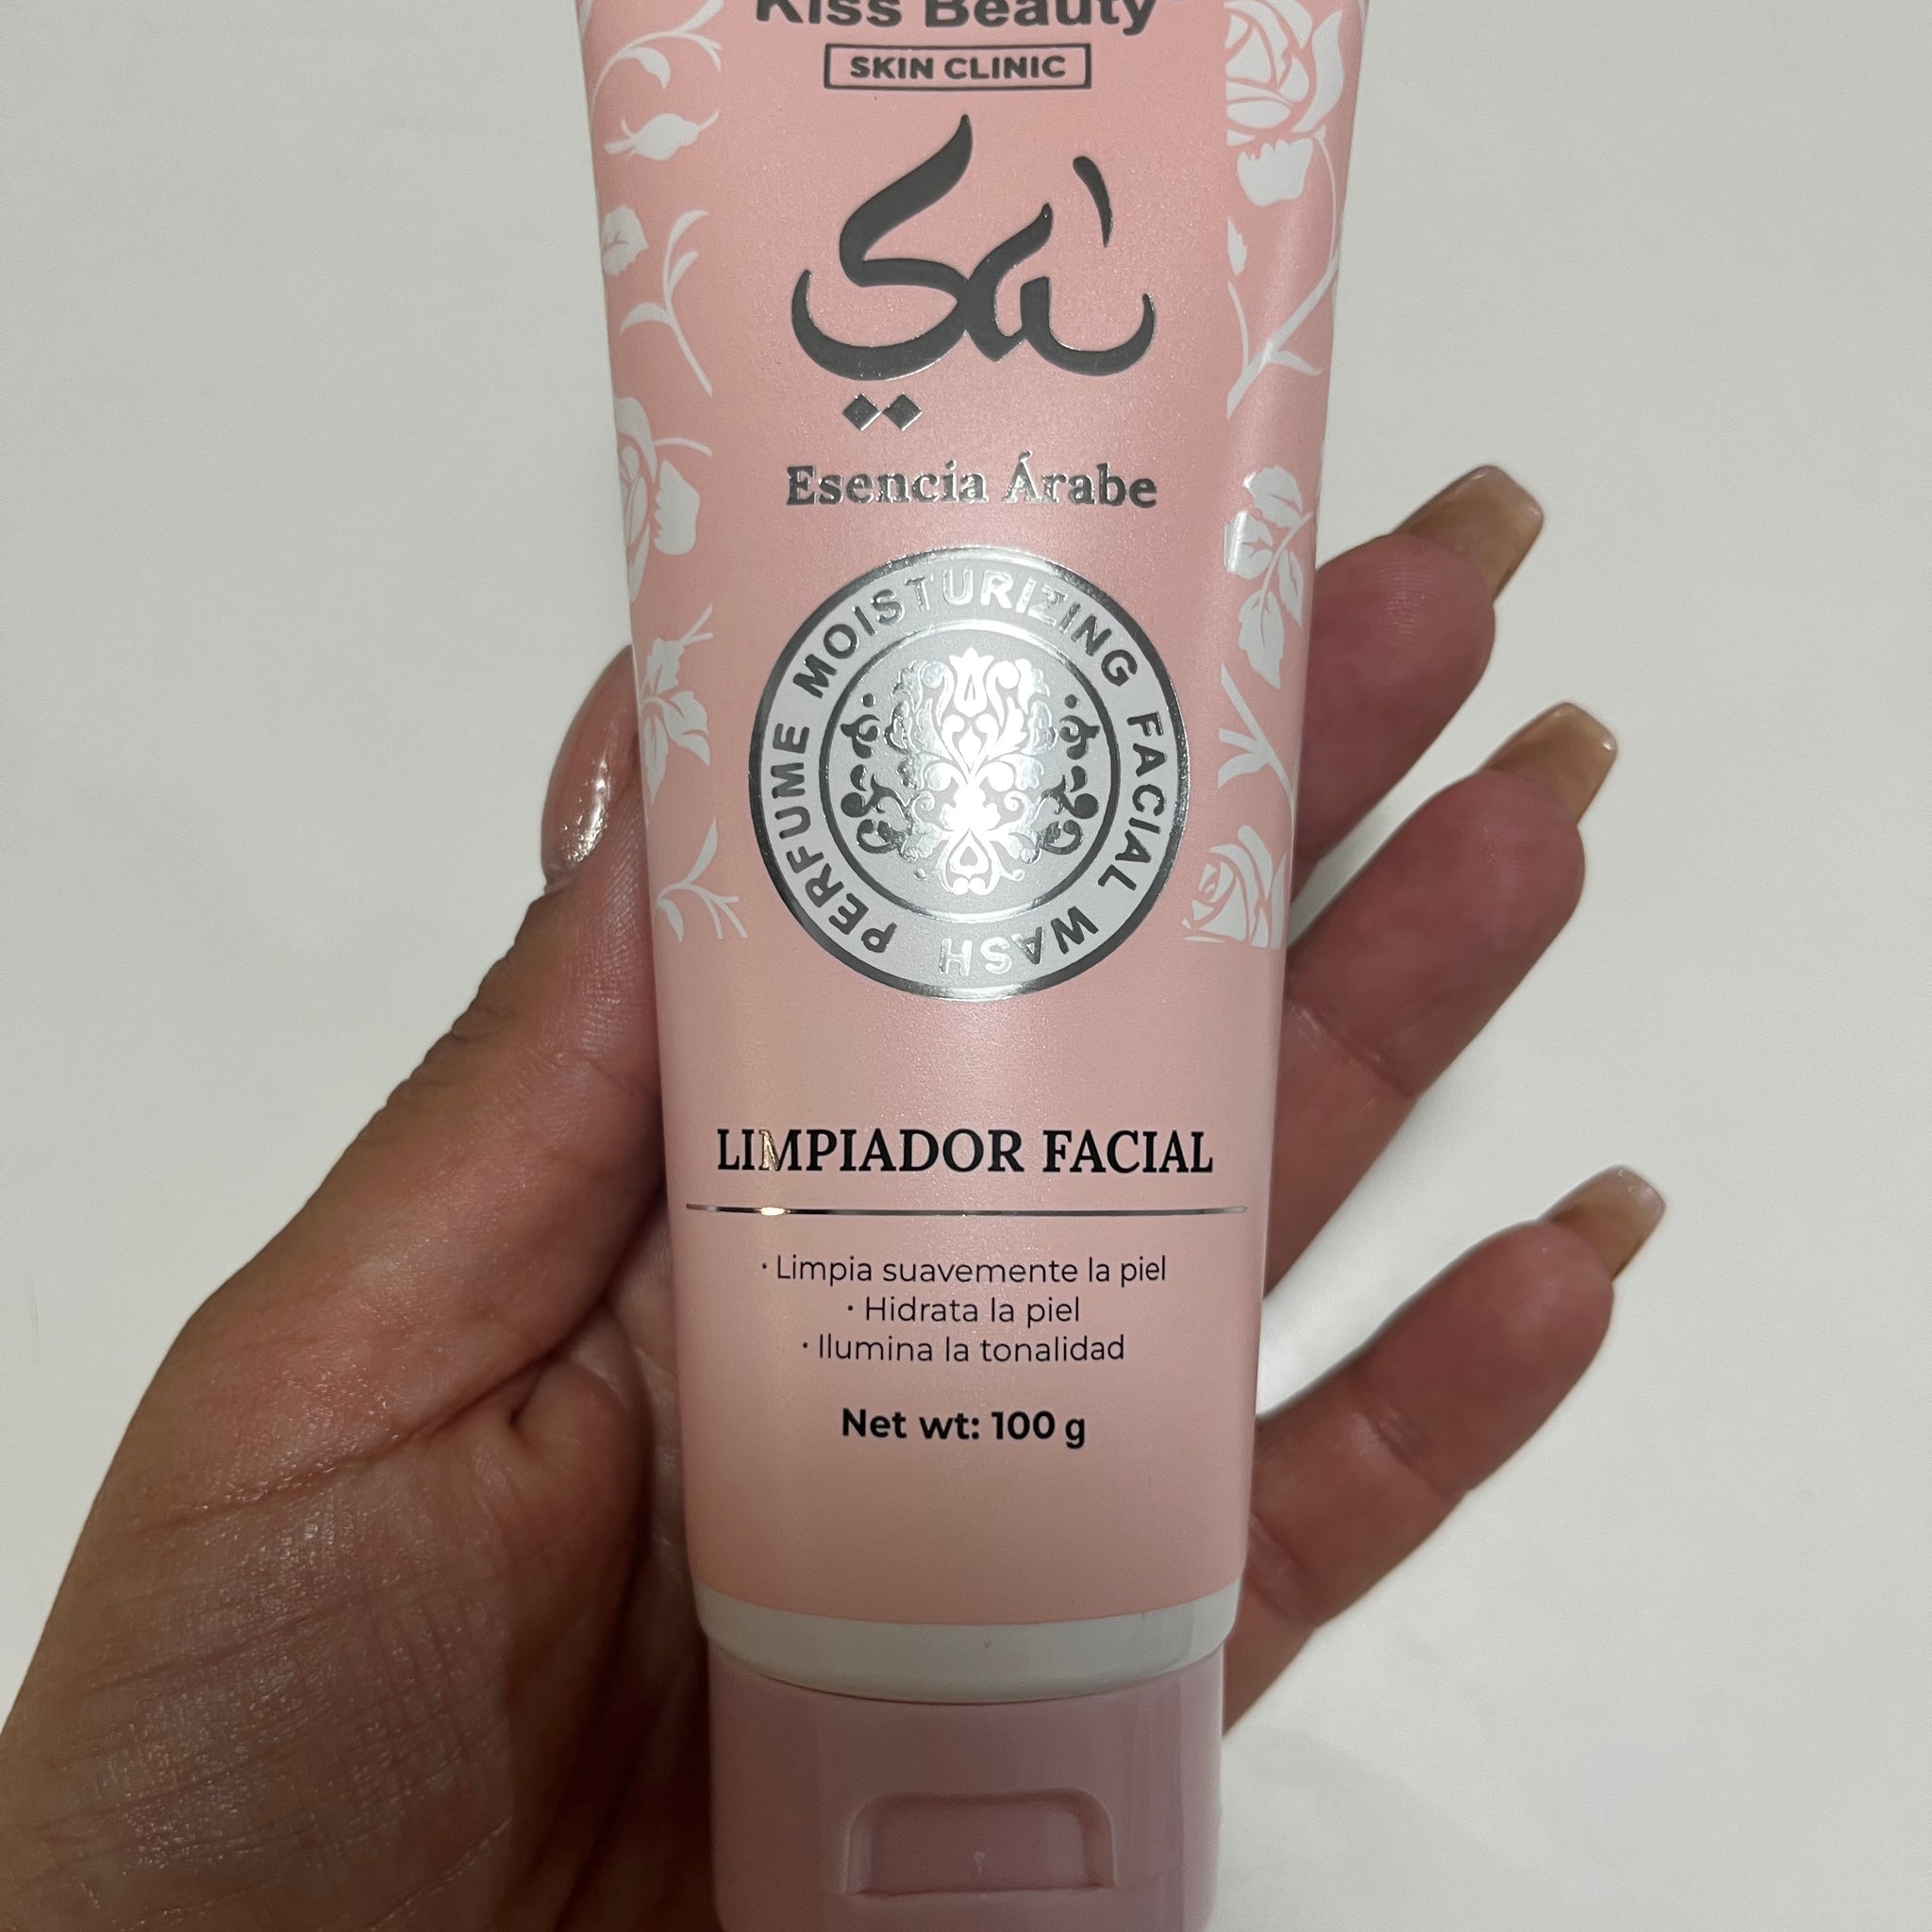 Kiss Beauty
SKIN CLINIC
Esencia Árabe
PERFUME MOISTURIZING FACIAL WASH
LIMPIADOR FACIAL
· Limpia suavemente la piel
· Hidrata la piel
· Ilumina la tonalidad
Net wt: 100 g